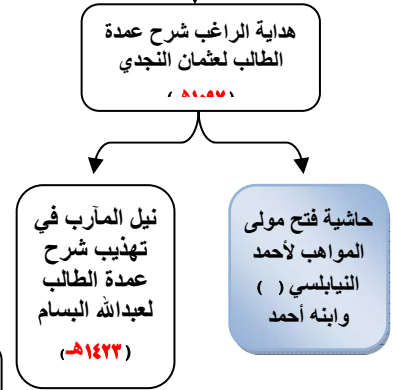 هداية الراغب شرح عمدة
الطالب لعثمان النجدي
نيل المآرب في
تهذيب شرح
عمدة الطالب
لعبدالله البسام
(١٤٢٣هـ)
حاشية فتح مولى
المواهب لأحمد
النيابلسي ( )
وابنه أحمد